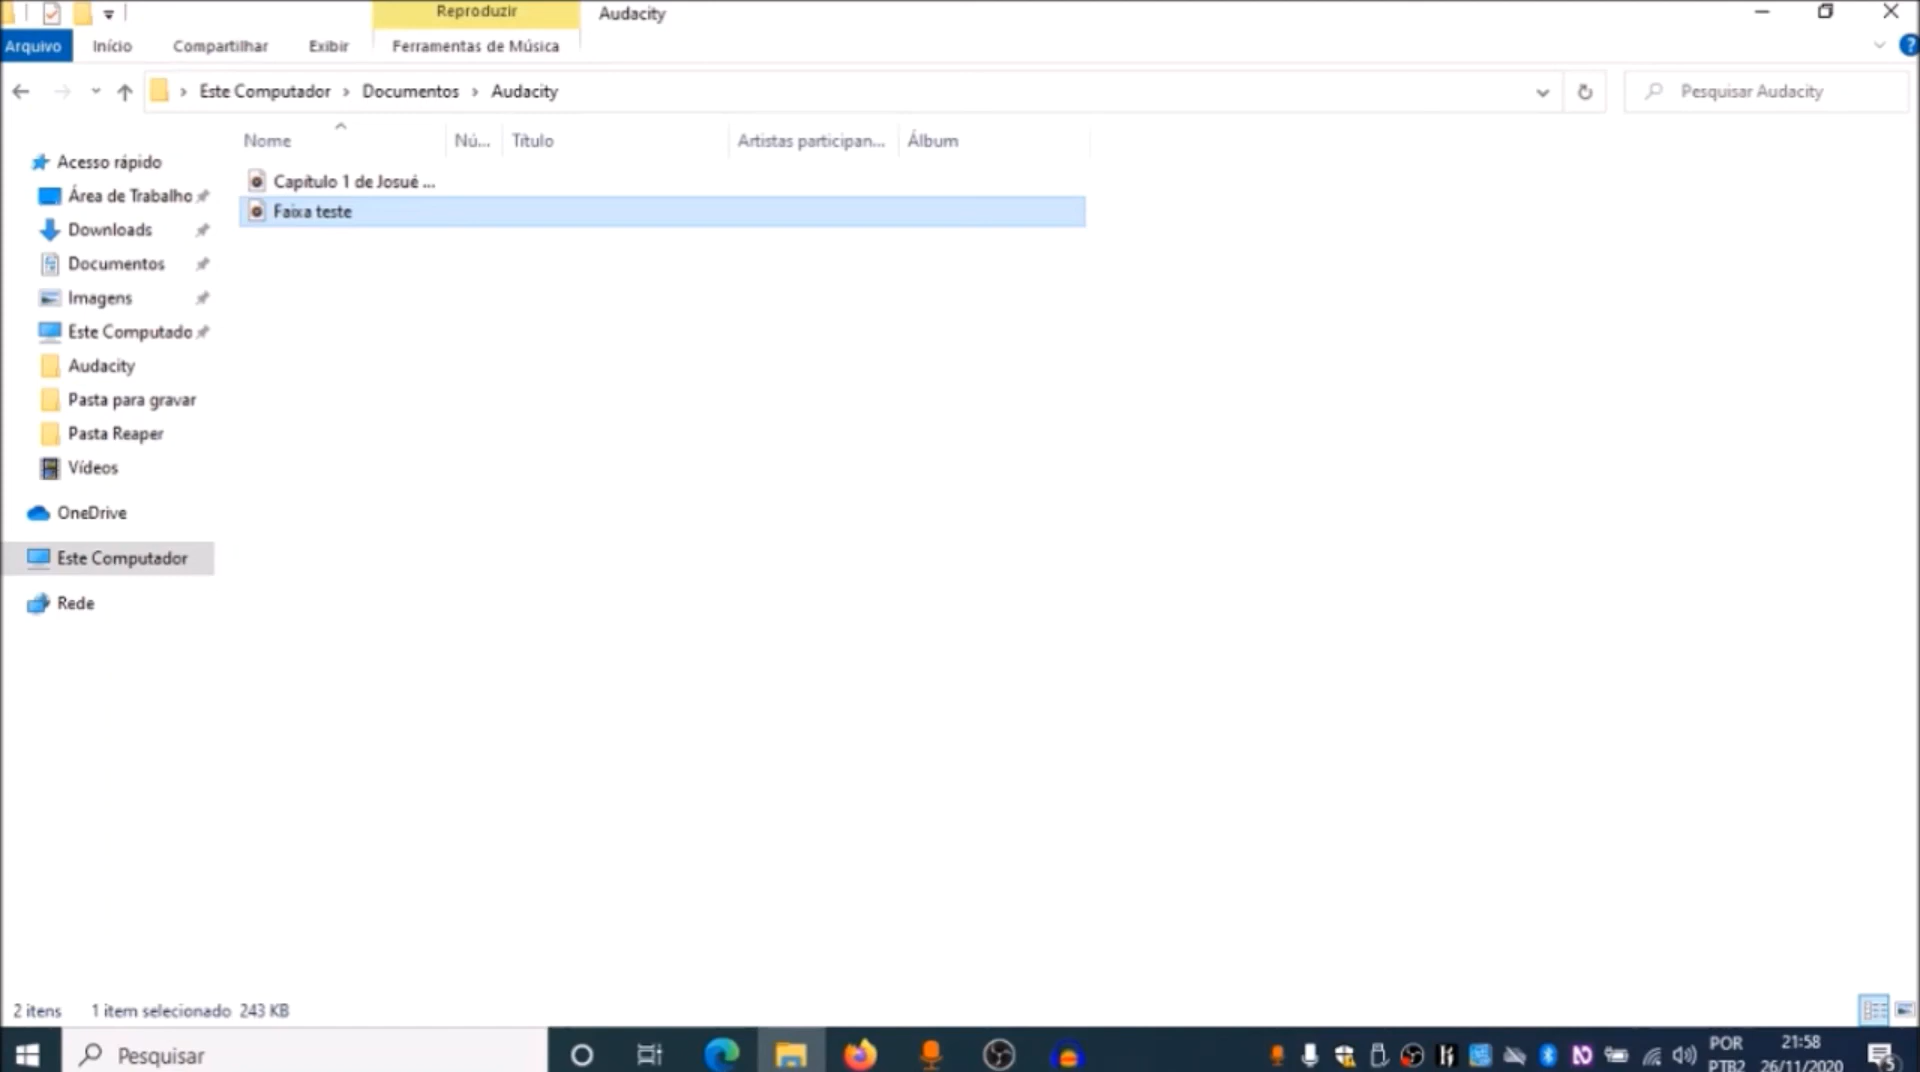 Reproduzir
Audacity
Arquivo
Início
Compartilhar
Exibir
Ferramentas de Música
?
Este Computador > Documentos > Audacity
Pesquisar Audacity
Nome
Nú...
Título
Artistas participan...
Álbum
Acesso rápido
Área de Trabalho
Downloads
Documentos
Imagens
Este Computado
Audacity
Pasta para gravar
Pasta Reaper
Vídeos
OneDrive
Este Computador
Rede
Capítulo 1 de Josué ...
Faixa teste
2 itens
1 item selecionado 243 KB
Pesquisar
POR
PTB2
21:58
26/11/2020
5